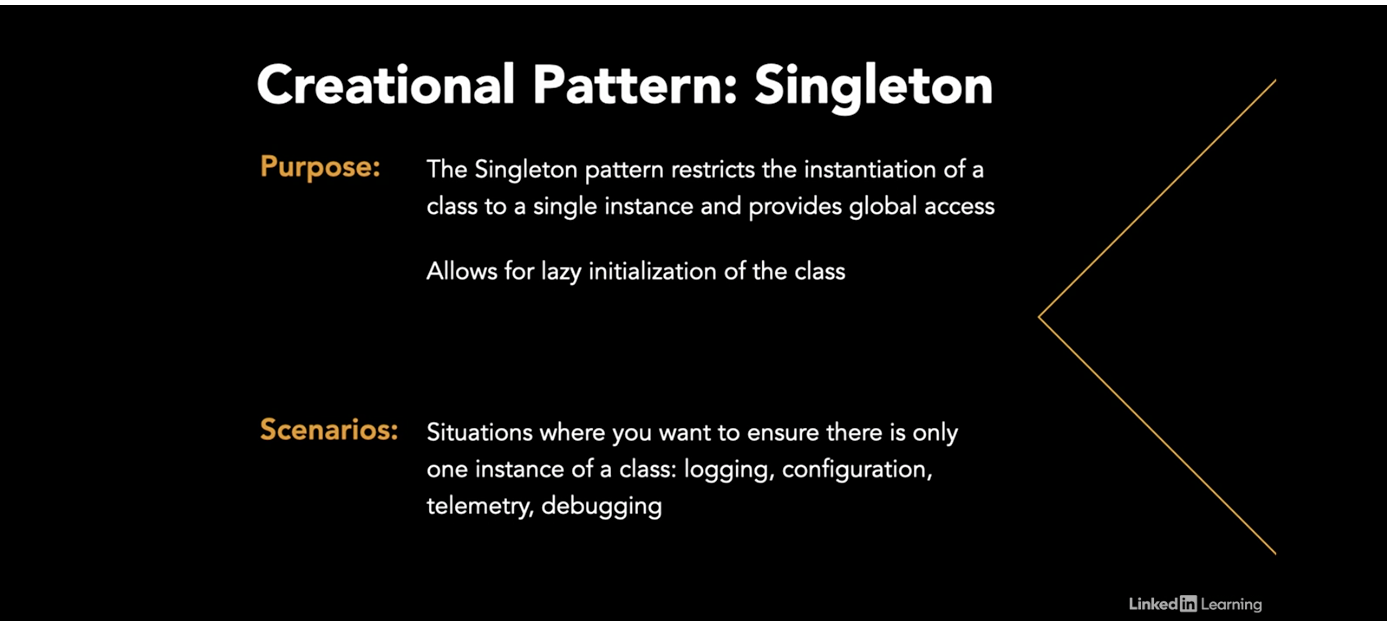 Creational Pattern: Singleton
Purpose:
The Singleton pattern restricts the instantiation of a
class to a single instance and provides global access
Allows for lazy initialization of the class
Scenarios:
Situations where you want to ensure there is only
one instance of a class: logging, configuration,
telemetry, debugging
Linked in Learning